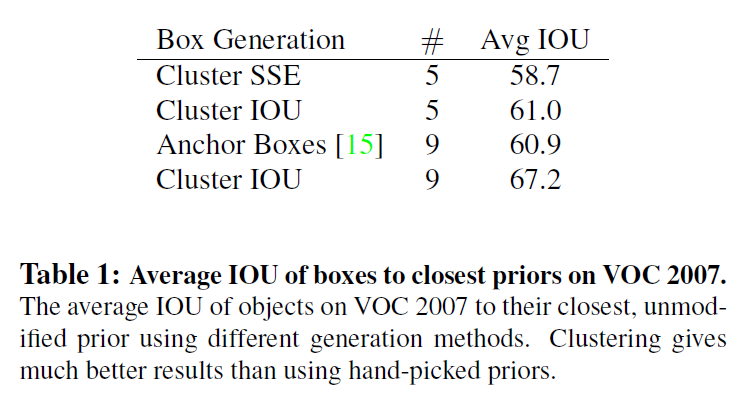 Box Generation # Avg IOU
Cluster SSE 5 58.7
Cluster IOU 5 61.0
Anchor Boxes [15] 9 60.9
Cluster IOU 9 67.2
Table 1: Average IOU of boxes to closest priors on VOC 2007.
The average IOU of objects on VOC 2007 to their closest, unmod-
ified prior using different generation methods. Clustering gives
much better results than using hand-picked priors.